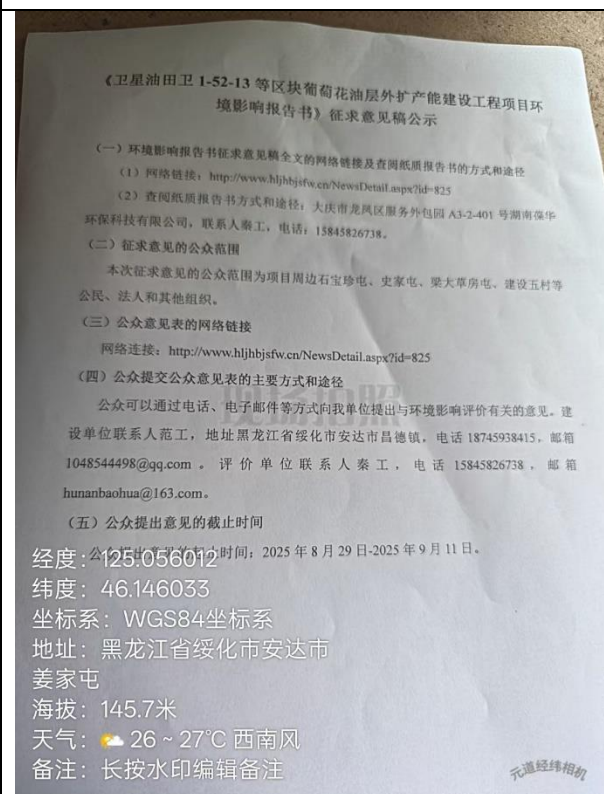 《卫星油田卫 1-52-13 等区块葡萄花油层外扩产能建设工程项目环
境影响报告书》征求意见稿公示
（一）环境影响报告书征求意见稿全文的网络链接及查阅纸质报告书的方式和途径
（1）网络链接：http://www.hljhbjsfw.cn/NewsDetail.aspx?id=825
（2）查阅纸质报告书方式和途径：大庆市龙凤区服务外包园 A3-2-401 号湖南葆华
环保科技有限公司，联系人秦工，电话：15845826738。
（二）征求意见的公众范围
本次征求意见的公众范围为项目周边石宝珍屯、史家屯、梁大草房屯、建设五村等
公民、法人和其他组织。
（三）公众意见表的网络链接
网络连接：http://www.hljhbjsfw.cn/NewsDetail.aspx?id=825
（四）公众提交公众意见表的主要方式和途径
现场拍照
公众可以通过电话、电子邮件等方式向我单位提出与环境影响评价有关的意见。建
设单位联系人范工，地址黑龙江省绥化市安达市昌德镇，电话 18745938415，邮箱
1048544498@qq.com 。评价单位联系人秦工，电话 15845826738，邮箱
hunanbaohua@163.com。
（五）公众提出意见的截止时间
公众提出意见的截止时间：2025 年 8 月 29 日-2025 年 9 月 11 日。
经度：125.056012
纬度：46.146033
坐标系：WGS84坐标系
地址：黑龙江省绥化市安达市
姜家屯
海拔：145.7米
天气：26 ~ 27℃ 西南风
备注：长按水印编辑备注
元道经纬相机